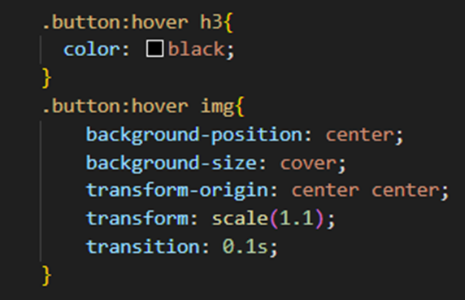 .button:hover h3{
  color: black;
}
.button:hover img{
    background-position: center;
    background-size: cover;
    transform-origin: center center;
    transform: scale(1.1);
    transition: 0.1s;
}